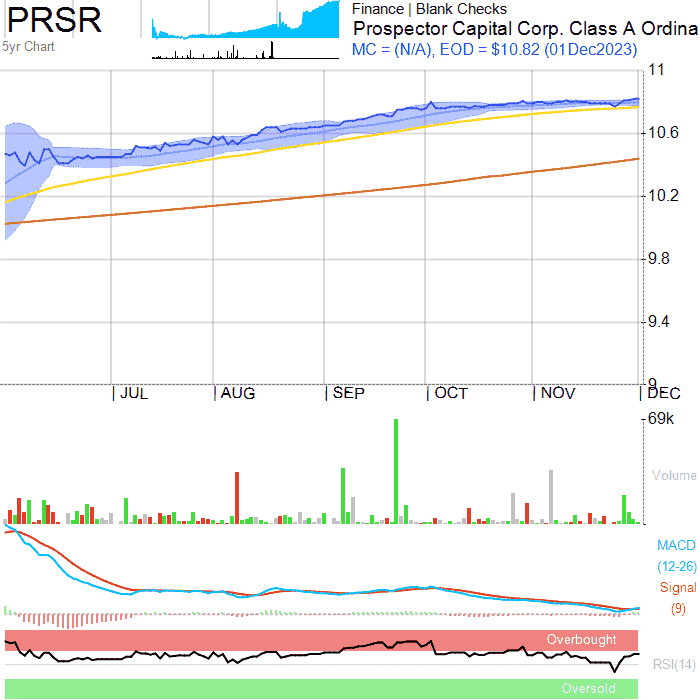 PRSR
5yr Chart
Finance | Blank Checks
Prospector Capital Corp. Class A Ordina
MC = (N/A), EOD = $10.82 (01Dec2023)
11
10.6
10.2
9.8
9.4
9
JUL
AUG
SEP
OCT
NOV
DEC
69k
Volume
MACD
(12-26)
Signal
(9)
Overbought
RSI(14)
Oversold